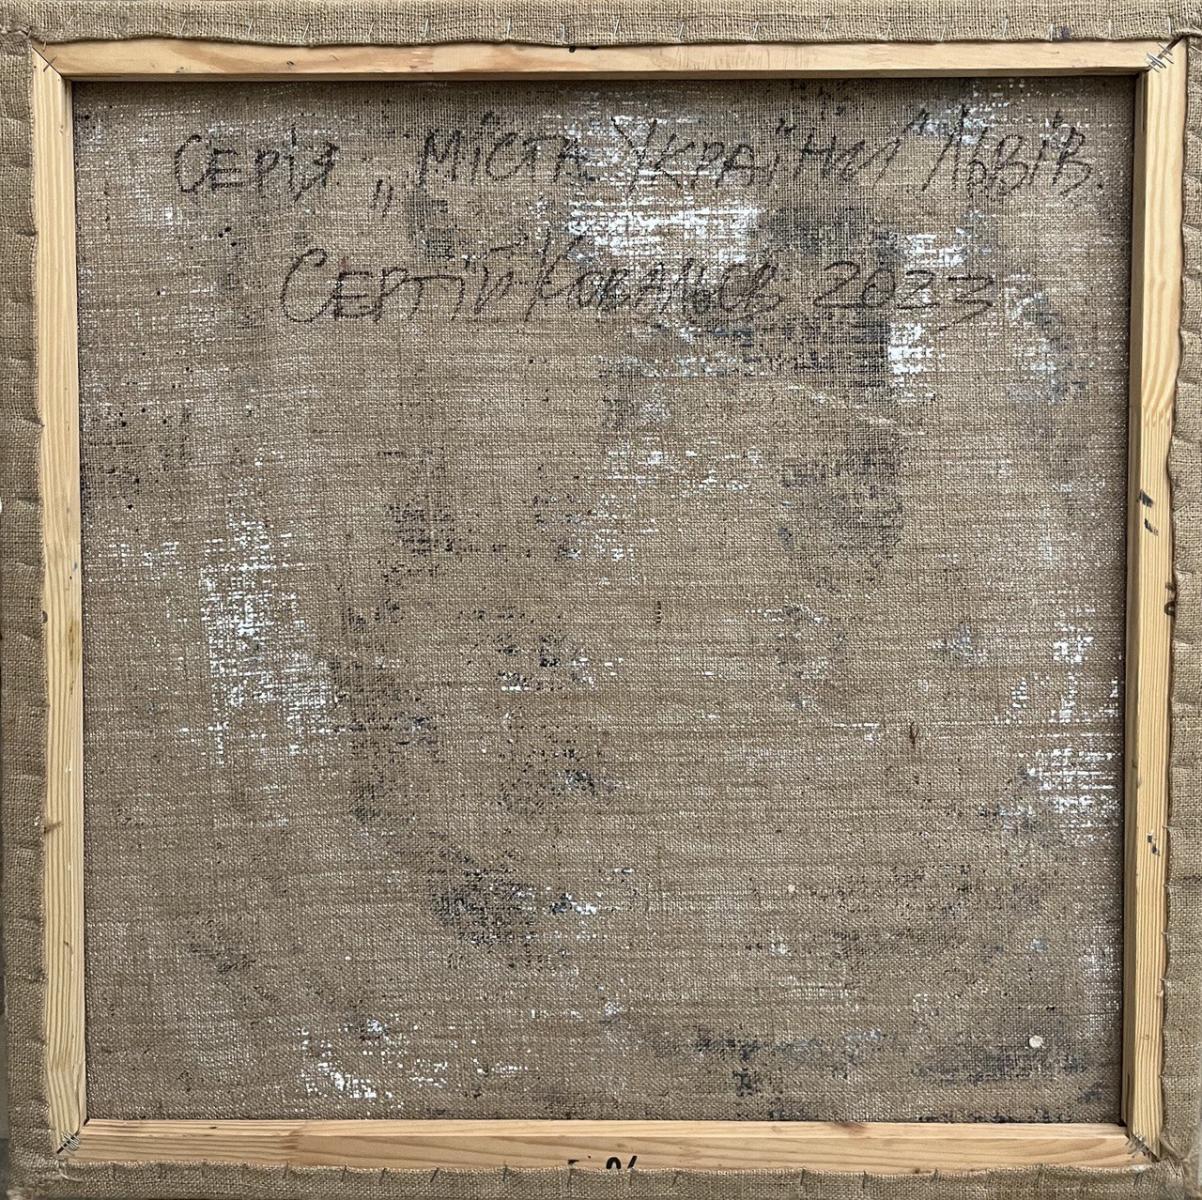 Серія „Міста України" Львів.
Сергій Ковальов 2023